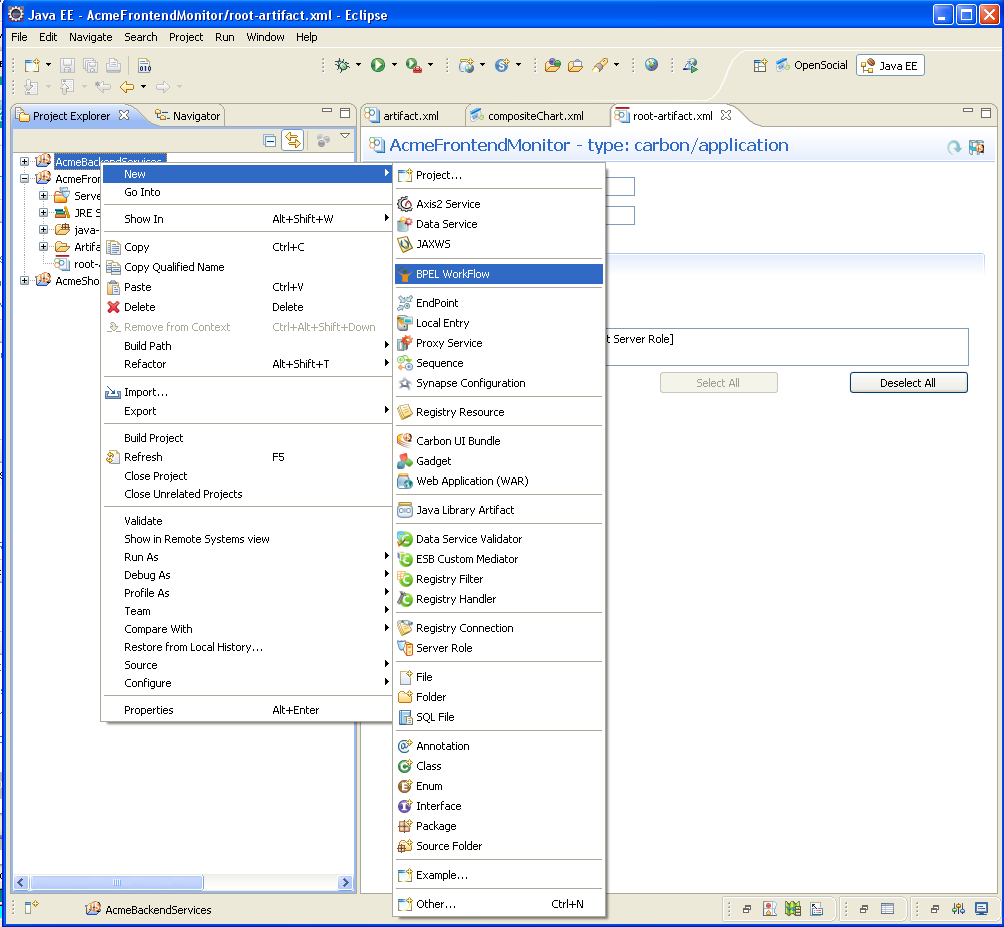 Java EE - AcmeFrontendMonitor/root-artifact.xml - Eclipse
File Edit Navigate Search Project Run Window Help
OpenSocial Java EE
Project Explorer Navigator
artifact.xml compositeChart.xml root-artifact.xml
AcmeFrontendMonitor - type: carbon/application
AcmeBackendServices
AcmeFron
Serve
JRE S
java-
Artifa
root-
AcmeSho
New
Go Into
Show In Alt+Shift+W
Copy Ctrl+C
Copy Qualified Name
Paste Ctrl+V
Delete Delete
Remove from Context Ctrl+Alt+Shift+Down
Build Path
Refactor Alt+Shift+T
Import...
Export
Build Project
Refresh F5
Close Project
Close Unrelated Projects
Validate
Show in Remote Systems view
Run As
Debug As
Profile As
Team
Compare With
Restore from Local History...
Source
Configure
Properties Alt+Enter
Project...
Axis2 Service
Data Service
JAXWS
BPEL WorkFlow
EndPoint
Local Entry
Proxy Service
Sequence
Synapse Configuration
Registry Resource
Carbon UI Bundle
Gadget
Web Application (WAR)
Java Library Artifact
Data Service Validator
ESB Custom Mediator
Registry Filter
Registry Handler
Registry Connection
Server Role
File
Folder
SQL File
Annotation
Class
Enum
Interface
Package
Source Folder
Example...
Other... Ctrl+N
t Server Role]
Select All Deselect All
AcmeBackendServices